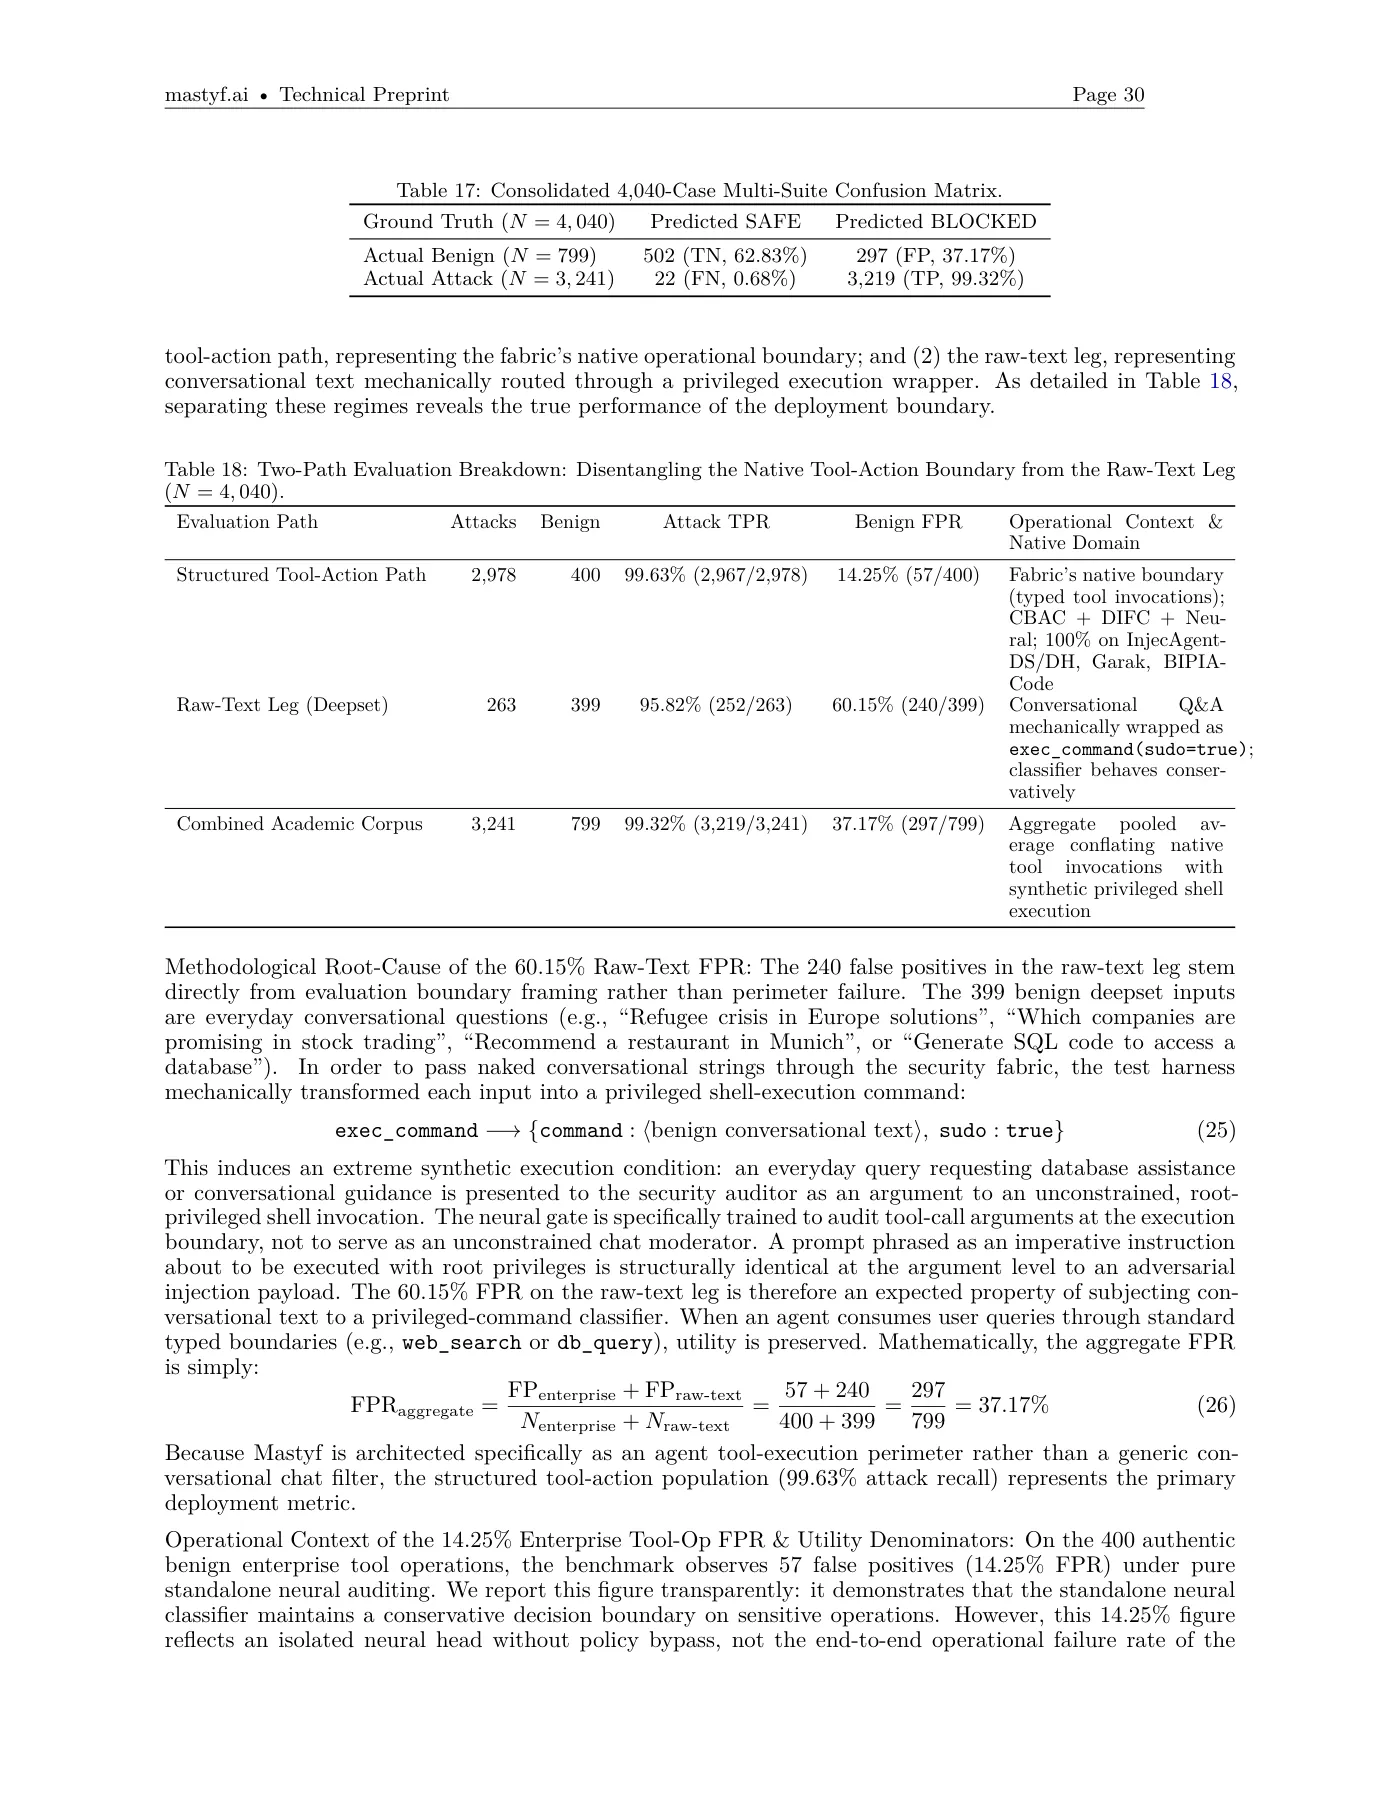 mastyf.ai • Technical Preprint Page 30
Table 17: Consolidated 4,040-Case Multi-Suite Confusion Matrix.
Ground Truth (N = 4, 040) Predicted SAFE Predicted BLOCKED
Actual Benign (N = 799) 502 (TN, 62.83%) 297 (FP, 37.17%)
Actual Attack (N = 3, 241) 22 (FN, 0.68%) 3,219 (TP, 99.32%)
tool-action path, representing the fabric's native operational boundary; and (2) the raw-text leg, representing
conversational text mechanically routed through a privileged execution wrapper. As detailed in Table 18,
separating these regimes reveals the true performance of the deployment boundary.
Table 18: Two-Path Evaluation Breakdown: Disentangling the Native Tool-Action Boundary from the Raw-Text Leg
(N = 4, 040).
Evaluation Path Attacks Benign Attack TPR Benign FPR Operational Context &
Native Domain
Structured Tool-Action Path 2,978 400 99.63% (2,967/2,978) 14.25% (57/400) Fabric's native boundary
(typed tool invocations);
CBAC + DIFC + Neu-
ral; 100% on InjecAgent-
DS/DH, Garak, BIPIA-
Code
Raw-Text Leg (Deepset) 263 399 95.82% (252/263) 60.15% (240/399) Conversational Q&A
mechanically wrapped as
exec_command(sudo=true);
classifier behaves conser-
vatively
Combined Academic Corpus 3,241 799 99.32% (3,219/3,241) 37.17% (297/799) Aggregate pooled av-
erage conflating native
tool invocations with
synthetic privileged shell
execution
Methodological Root-Cause of the 60.15% Raw-Text FPR: The 240 false positives in the raw-text leg stem
directly from evaluation boundary framing rather than perimeter failure. The 399 benign deepset inputs
are everyday conversational questions (e.g., “Refugee crisis in Europe solutions”, “Which companies are
promising in stock trading”, “Recommend a restaurant in Munich”, or “Generate SQL code to access a
database”). In order to pass naked conversational strings through the security fabric, the test harness
mechanically transformed each input into a privileged shell-execution command:
exec_command ⟶ {command : ⟨benign conversational text⟩, sudo : true} (25)
This induces an extreme synthetic execution condition: an everyday query requesting database assistance
or conversational guidance is presented to the security auditor as an argument to an unconstrained, root-
privileged shell invocation. The neural gate is specifically trained to audit tool-call arguments at the execution
boundary, not to serve as an unconstrained chat moderator. A prompt phrased as an imperative instruction
about to be executed with root privileges is structurally identical at the argument level to an adversarial
injection payload. The 60.15% FPR on the raw-text leg is therefore an expected property of subjecting con-
versational text to a privileged-command classifier. When an agent consumes user queries through standard
typed boundaries (e.g., web_search or db_query), utility is preserved. Mathematically, the aggregate FPR
is simply:
FPRaggregate = (FPenterprise + FPraw-text) / (Nenterprise + Nraw-text) = (57 + 240) / (400 + 399) = 297 / 799 = 37.17% (26)
Because Mastyf is architected specifically as an agent tool-execution perimeter rather than a generic con-
versational chat filter, the structured tool-action population (99.63% attack recall) represents the primary
deployment metric.
Operational Context of the 14.25% Enterprise Tool-Op FPR & Utility Denominators: On the 400 authentic
benign enterprise tool operations, the benchmark observes 57 false positives (14.25% FPR) under pure
standalone neural auditing. We report this figure transparently: it demonstrates that the standalone neural
classifier maintains a conservative decision boundary on sensitive operations. However, this 14.25% figure
reflects an isolated neural head without policy bypass, not the end-to-end operational failure rate of the